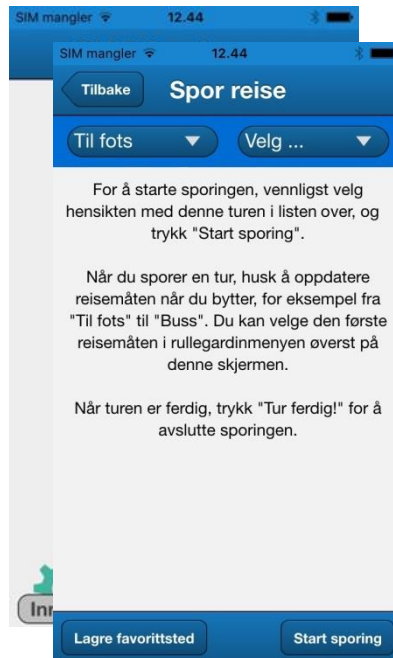 SIM mangler 12.44
SIM mangler 12.44
Tilbake Spor reise
Til fots Velg ...
For å starte sporingen, vennligst velg
hensikten med denne turen i listen over, og
trykk "Start sporing".
Når du sporer en tur, husk å oppdatere
reisemåten når du bytter, for eksempel fra
"Til fots" til "Buss". Du kan velge den første
reisemåten i rullegardinmenyen øverst på
denne skjermen.
Når turen er ferdig, trykk "Tur ferdig!" for å
avslutte sporingen.
Lagre favorittsted Start sporing